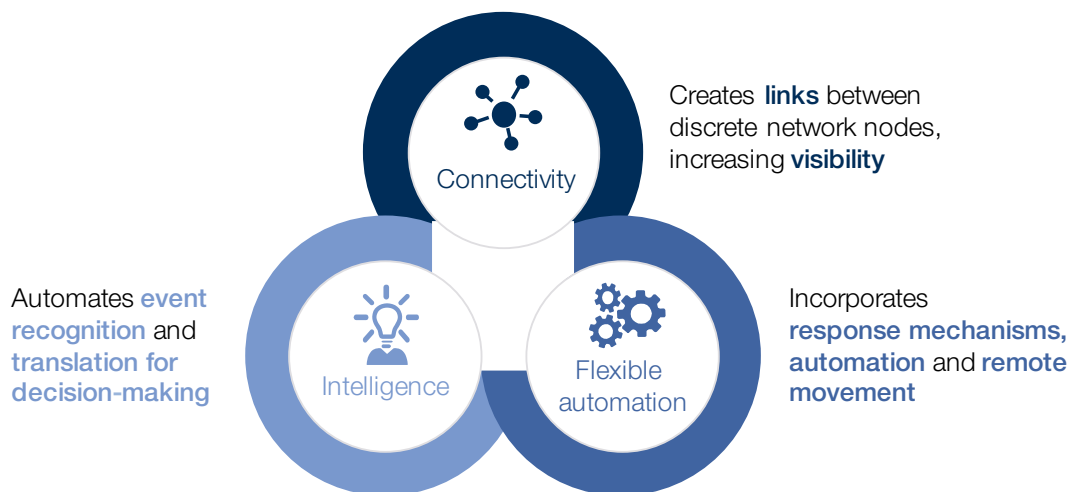 Connectivity
Creates links between
discrete network nodes,
increasing visibility
Automates event
recognition and
translation for
decision-making
Intelligence
Flexible
automation
Incorporates
response mechanisms,
automation and remote
movement